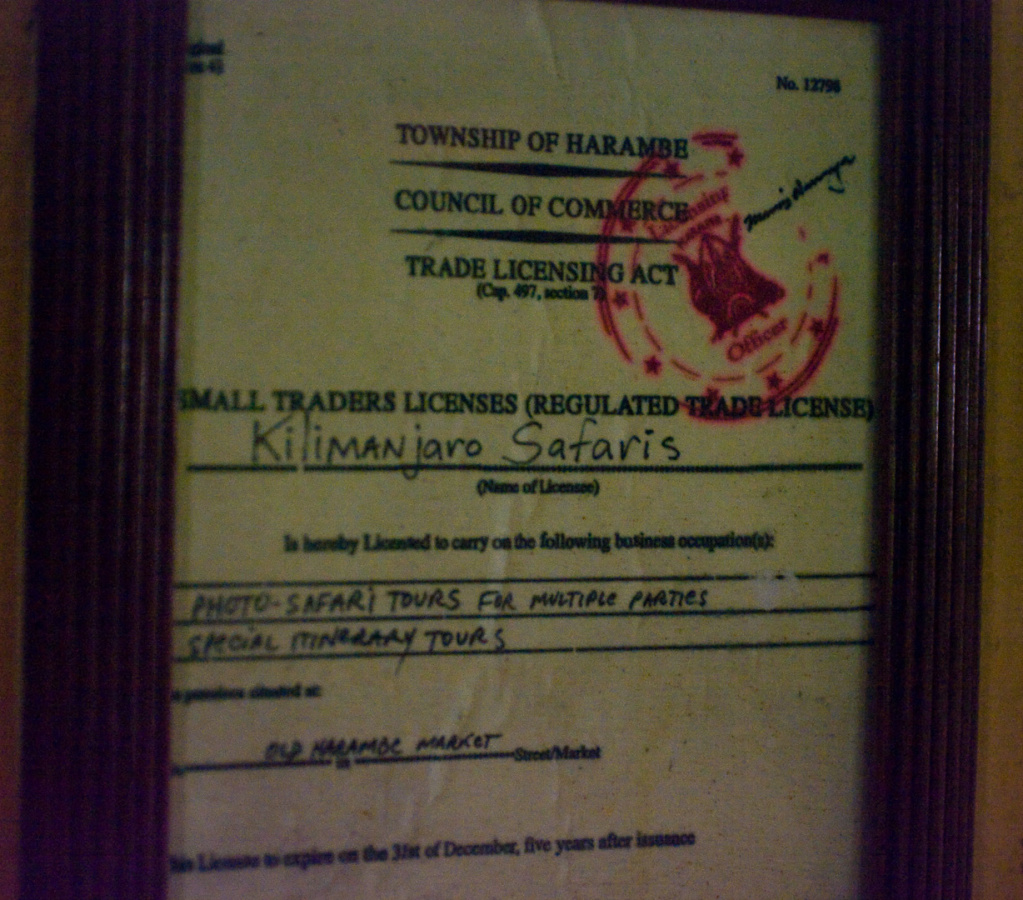 No. 12798
TOWNSHIP OF HARAMBE
COUNCIL OF COMMERCE
TRADE LICENSING ACT
(Cap. 497, section 7)
Licensing
Officer
SMALL TRADERS LICENSES (REGULATED TRADE LICENSE)
Kilimanjaro Safaris
(Name of Licensee)
Is hereby Licensed to carry on the following business occupation(s):
PHOTO-SAFARI TOURS FOR MULTIPLE PARTIES
SPECIAL ITINERARY TOURS
at:
OLD HARAMBE MARKET Street/Market
License to expire on the 31st of December, five years after issuance